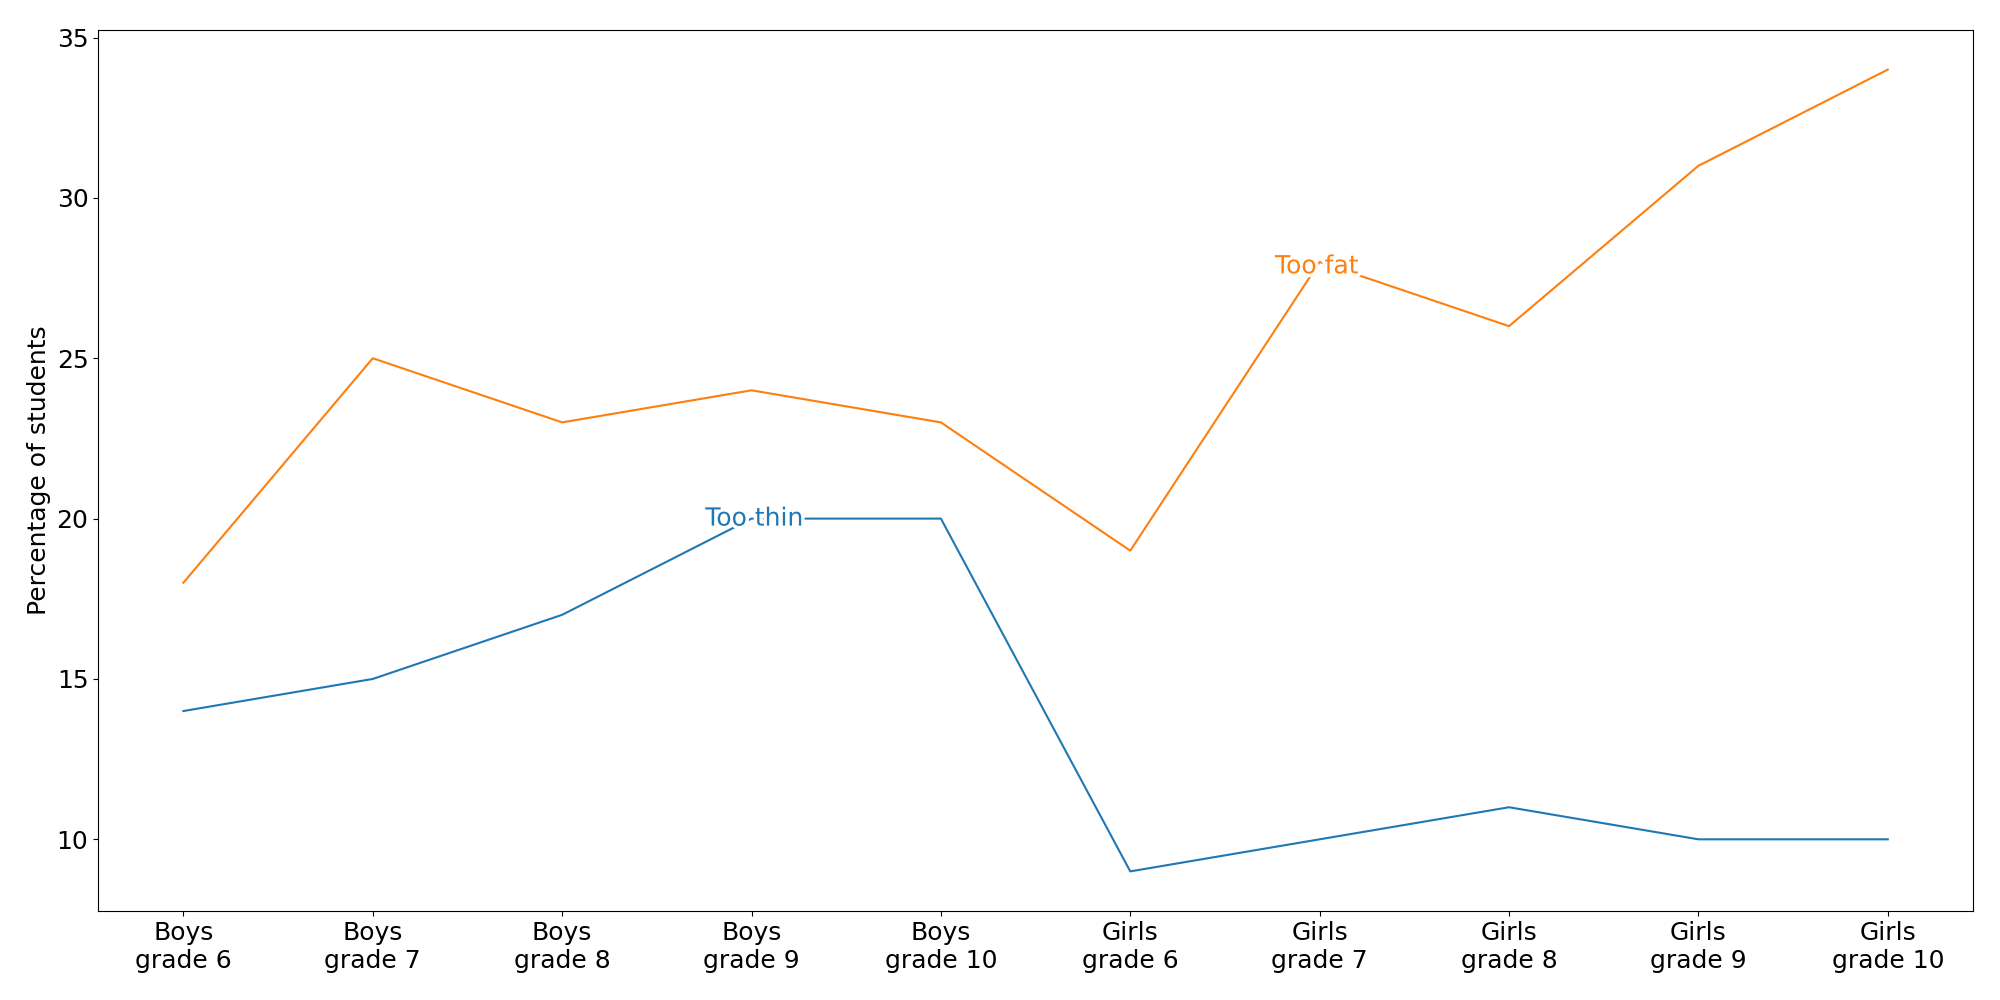 35
30
25
20
15
10
Percentage of students
Too fat
Too thin
Boys
grade 6
Boys
grade 7
Boys
grade 8
Boys
grade 9
Boys
grade 10
Girls
grade 6
Girls
grade 7
Girls
grade 8
Girls
grade 9
Girls
grade 10